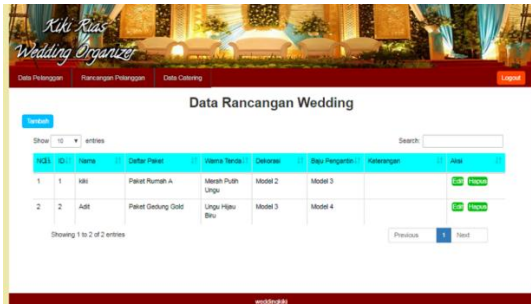 Kiki Rias
Wedding Organizer
Data Pelanggan Rancangan Pelanggan Data Catering Logout
Data Rancangan Wedding
Tambah
Show 10 entries Search:
NO ID Nama Daftar Paket Warna Tenda Dekorasi Baju Pengantin Keterangan Aksi
1 1 kiki Paket Rumah A Merah Putih Ungu Model 2 Model 3 Edit Hapus
2 2 Adit Paket Gedung Gold Ungu Hijau Biru Model 3 Model 4 Edit Hapus
Showing 1 to 2 of 2 entries Previous 1 Next
weddingkiki